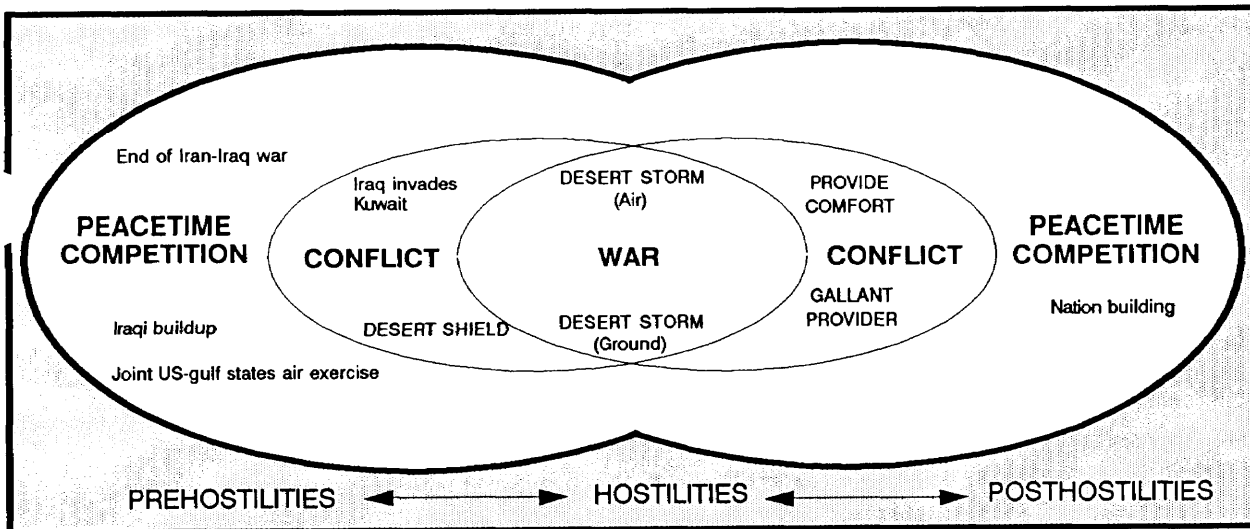 End of Iran-Iraq war
PEACETIME
COMPETITION
Iraqi buildup
Joint US-gulf states air exercise
Iraq invades
Kuwait
CONFLICT
DESERT SHIELD
DESERT STORM
(Air)
WAR
DESERT STORM
(Ground)
PROVIDE
COMFORT
CONFLICT
GALLANT
PROVIDER
PEACETIME
COMPETITION
Nation building
PREHOSTILITIES
HOSTILITIES
POSTHOSTILITIES